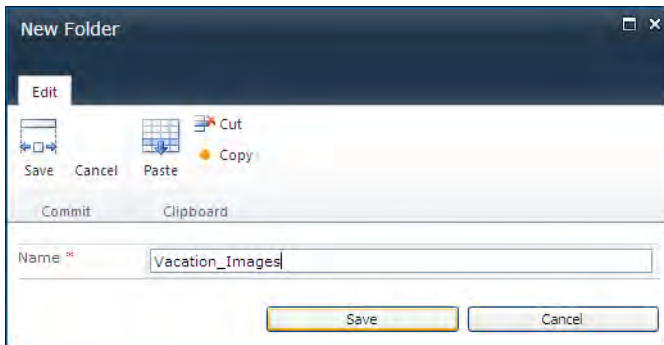 New Folder
Edit
Cut
Copy
Save Cancel Paste
Commit Clipboard
Name * Vacation_Images
Save Cancel